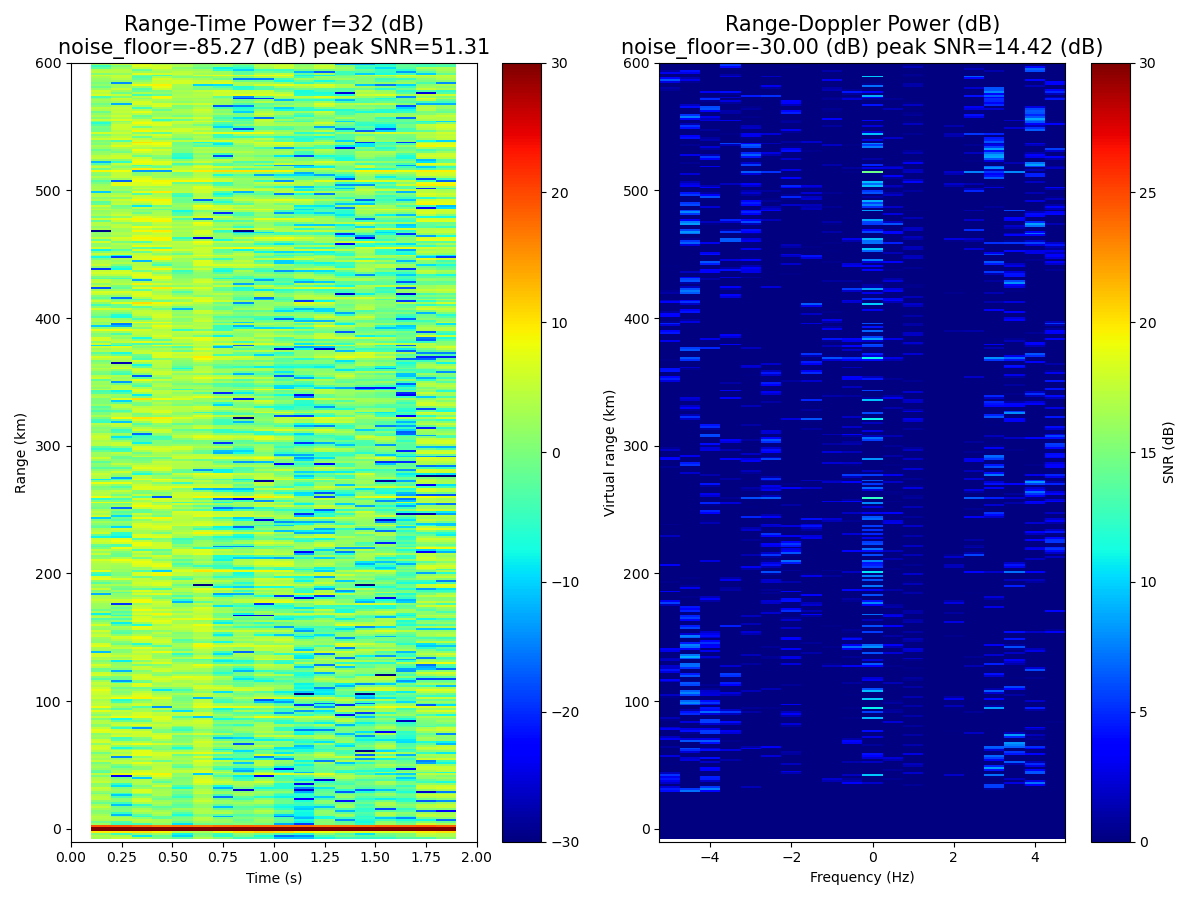 Range-Time Power f=32 (dB)
noise_floor=-85.27 (dB) peak SNR=51.31
Range-Doppler Power (dB)
noise_floor=-30.00 (dB) peak SNR=14.42 (dB)
600
500
400
300
200
100
0
Range (km)
0.00 0.25 0.50 0.75 1.00 1.25 1.50 1.75 2.00
Time (s)
30
20
10
0
−10
−20
−30
600
500
400
300
200
100
0
Virtual range (km)
−4 −2 0 2 4
Frequency (Hz)
30
25
20
15
10
5
0
SNR (dB)